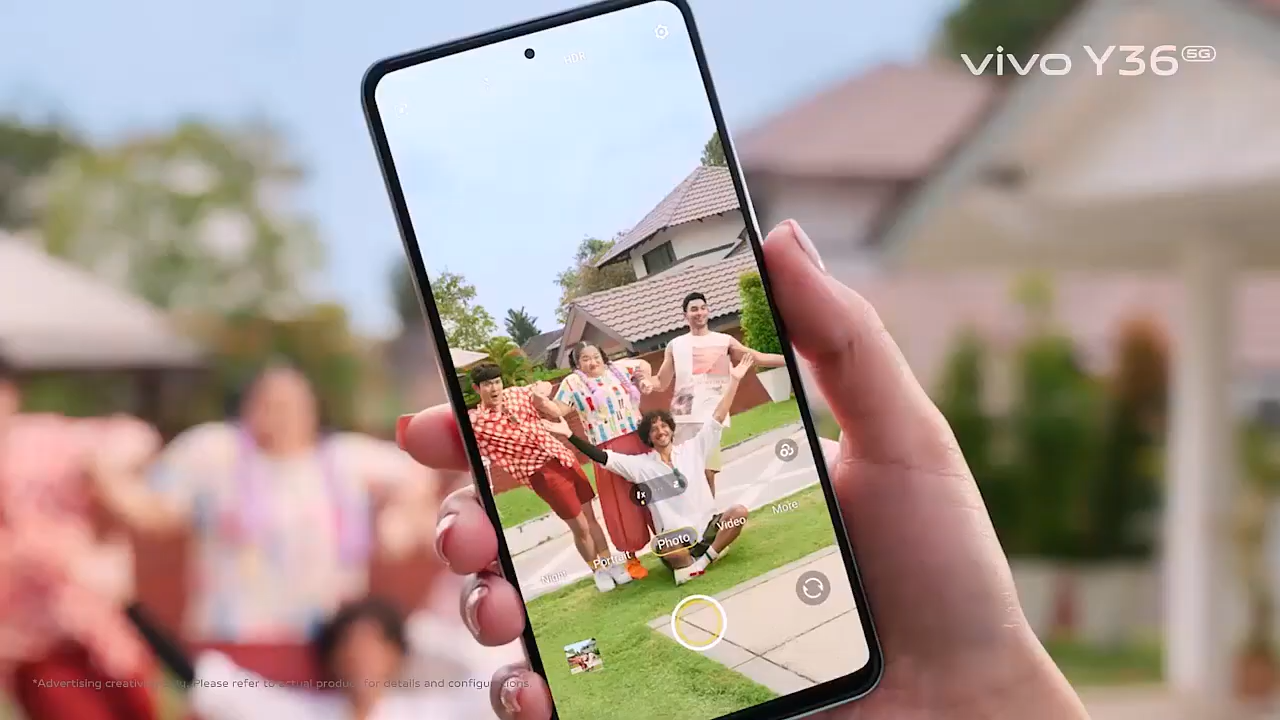 vivo Y36 5G
HDR
1x 2
Night Portrait Photo Video More
*Advertising creative only. Please refer to actual product for details and configurations.